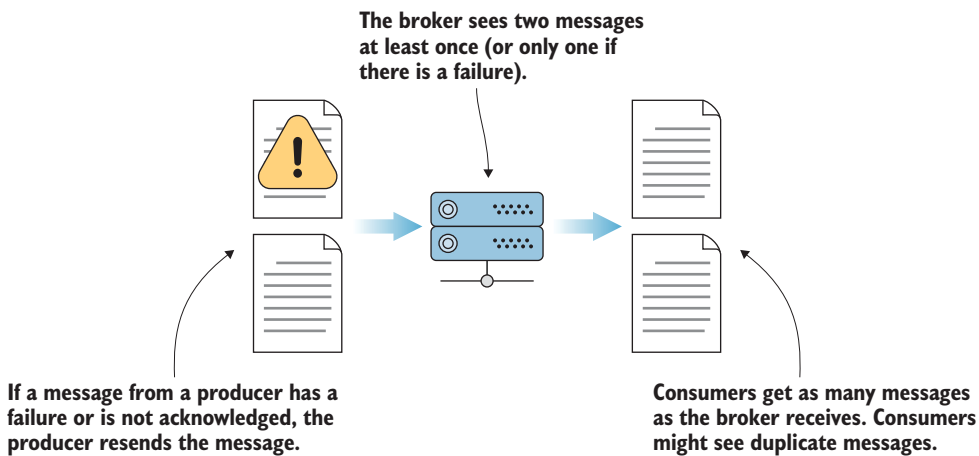 The broker sees two messages
at least once (or only one if
there is a failure).
If a message from a producer has a
failure or is not acknowledged, the
producer resends the message.
Consumers get as many messages
as the broker receives. Consumers
might see duplicate messages.